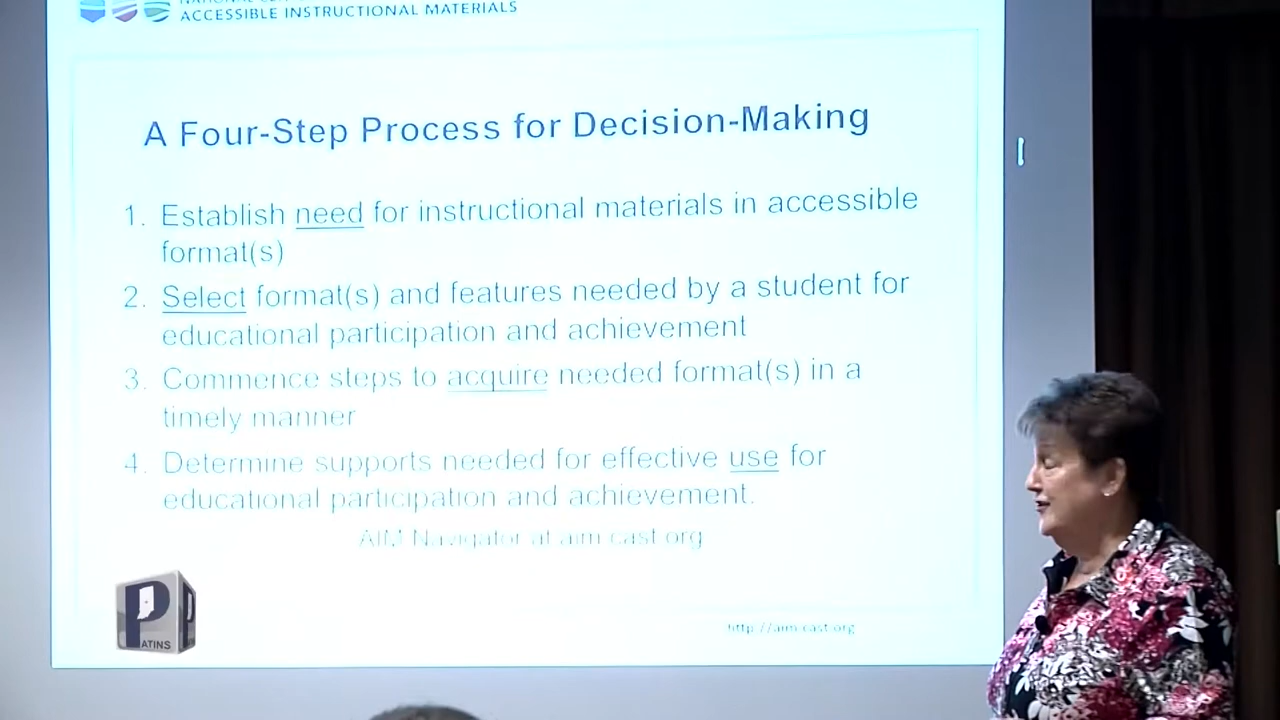 ACCESSIBLE INSTRUCTIONAL MATERIALS
A Four-Step Process for Decision-Making
1. Establish need for instructional materials in accessible
format(s)
2. Select format(s) and features needed by a student for
educational participation and achievement
3. Commence steps to acquire needed format(s) in a
timely manner
4. Determine supports needed for effective use for
educational participation and achievement.
AIM Navigator at aim.cast.org
P
ATINS
http://aim.cast.org